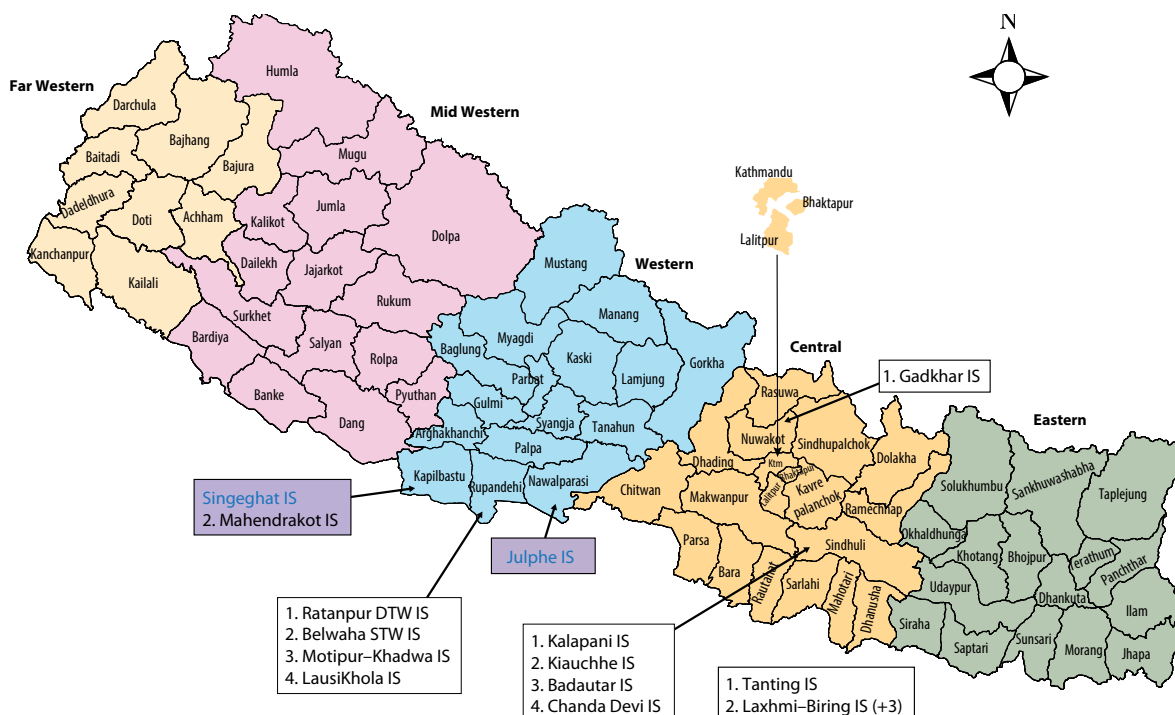 N
Far Western
Humla
Darchula
Mid Western
Bajhang
Mugu
Baitadi
Bajura
Kathmandu
Bhaktapur
Dadeldhura
Jumla
Achham
Doti
Kalikot
Dolpa
Lalitpur
Kanchanpur
Dailekh
Mustang
Western
Jajarkot
Kailali
Rukum
Manang
Surkhet
Myagdi
Bardiya
Salyan
Baglung
Kaski
Gorkha
Central
Rolpa
Lamjung
1. Gadkhar IS
Parbat
Banke
Pyuthan
Rasuwa
Gulmi
Dang
Syangja
Tanahun
Nuwakot
Sindhupalchok
Eastern
Arghakhanchi
Palpa
Dhading
Ktm
Bhaktapur
Dolakha
Kapilbastu
Rupandehi
Nawalparasi
Chitwan
Makwanpur
Lalitpur
Kavre
palanchok
Solukhumbu
Sankhuwashabha
Taplejung
Ramechhap
Singeghat IS
2. Mahendrakot IS
Julphe IS
Parsa
Sindhuli
Okhaldhunga
Khotang
Bhojpur
Terathum
Panchthar
Bara
Rautahat
Sarlahi
Mahotari
Dhanusha
Udaypur
Dhankuta
Ilam
Siraha
Saptari
Sunsari
Morang
Jhapa
1. Ratanpur DTW IS
2. Belwaha STW IS
3. Motipur–Khadwa IS
4. LausiKhola IS
1. Kalapani IS
2. Kiauchhe IS
3. Badautar IS
4. Chanda Devi IS
1. Tanting IS
2. Laxhmi–Biring IS (+3)